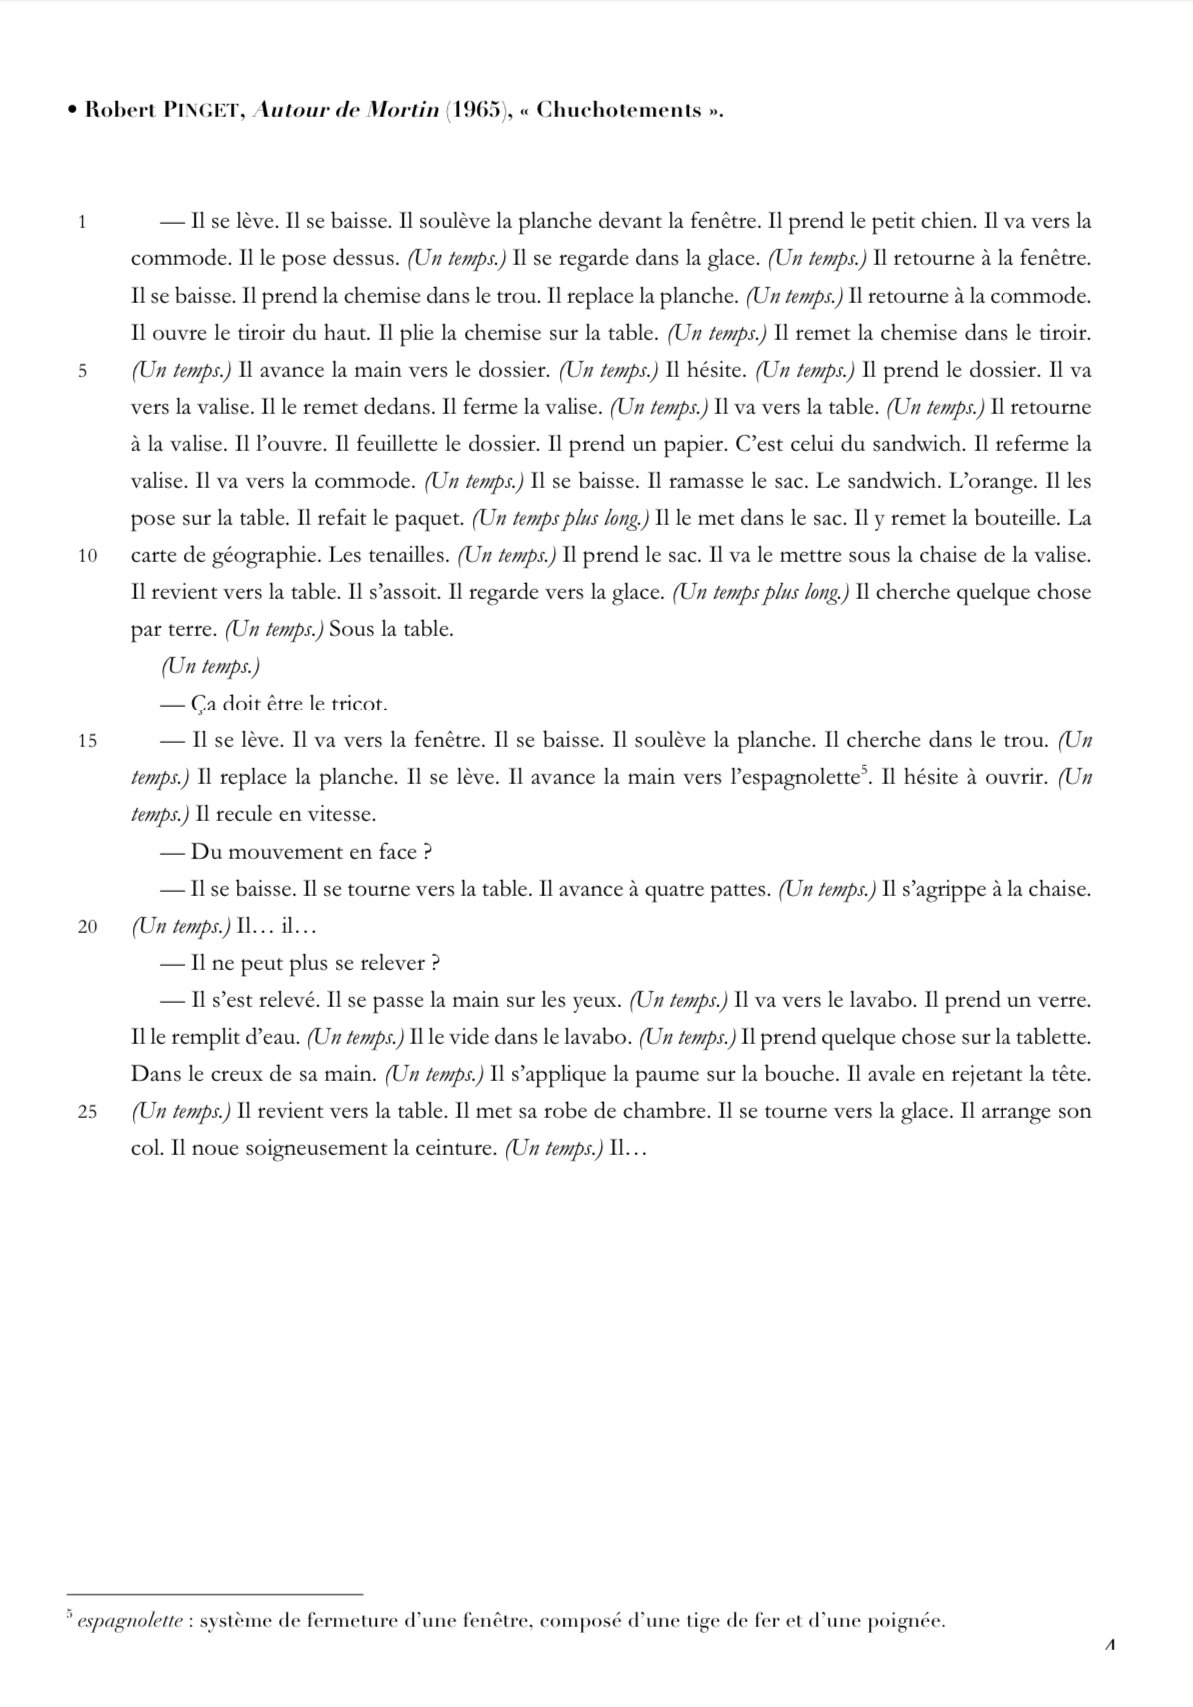 • Robert PINGET, Autour de Mortin (1965), « Chuchotements ».
1 — Il se lève. Il se baisse. Il soulève la planche devant la fenêtre. Il prend le petit chien. Il va vers la
commode. Il le pose dessus. (Un temps.) Il se regarde dans la glace. (Un temps.) Il retourne à la fenêtre.
Il se baisse. Il prend la chemise dans le trou. Il replace la planche. (Un temps.) Il retourne à la commode.
Il ouvre le tiroir du haut. Il plie la chemise sur la table. (Un temps.) Il remet la chemise dans le tiroir.
5 (Un temps.) Il avance la main vers le dossier. (Un temps.) Il hésite. (Un temps.) Il prend le dossier. Il va
vers la valise. Il le remet dedans. Il ferme la valise. (Un temps.) Il va vers la table. (Un temps.) Il retourne
à la valise. Il l’ouvre. Il feuillette le dossier. Il prend un papier. C’est celui du sandwich. Il referme la
valise. Il va vers la commode. (Un temps.) Il se baisse. Il ramasse le sac. Le sandwich. L’orange. Il les
pose sur la table. Il refait le paquet. (Un temps plus long.) Il le met dans le sac. Il y remet la bouteille. La
10 carte de géographie. Les tenailles. (Un temps.) Il prend le sac. Il va le mettre sous la chaise de la valise.
Il revient vers la table. Il s’assoit. Il regarde vers la glace. (Un temps plus long.) Il cherche quelque chose
par terre. (Un temps.) Sous la table.
(Un temps.)
— Ça doit être le tricot.
15 — Il se lève. Il va vers la fenêtre. Il se baisse. Il soulève la planche. Il cherche dans le trou. (Un
temps.) Il replace la planche. Il se lève. Il avance la main vers l’espagnolette5. Il hésite à ouvrir. (Un
temps.) Il recule en vitesse.
— Du mouvement en face ?
— Il se baisse. Il se tourne vers la table. Il avance à quatre pattes. (Un temps.) Il s’agrippe à la chaise.
20 (Un temps.) Il… il…
— Il ne peut plus se relever ?
— Il s’est relevé. Il se passe la main sur les yeux. (Un temps.) Il va vers le lavabo. Il prend un verre.
Il le remplit d’eau. (Un temps.) Il le vide dans le lavabo. (Un temps.) Il prend quelque chose sur la tablette.
Dans le creux de sa main. (Un temps.) Il s’applique la paume sur la bouche. Il avale en rejetant la tête.
25 (Un temps.) Il revient vers la table. Il met sa robe de chambre. Il se tourne vers la glace. Il arrange son
col. Il noue soigneusement la ceinture. (Un temps.) Il…
5 espagnolette : système de fermeture d’une fenêtre, composé d’une tige de fer et d’une poignée.
4